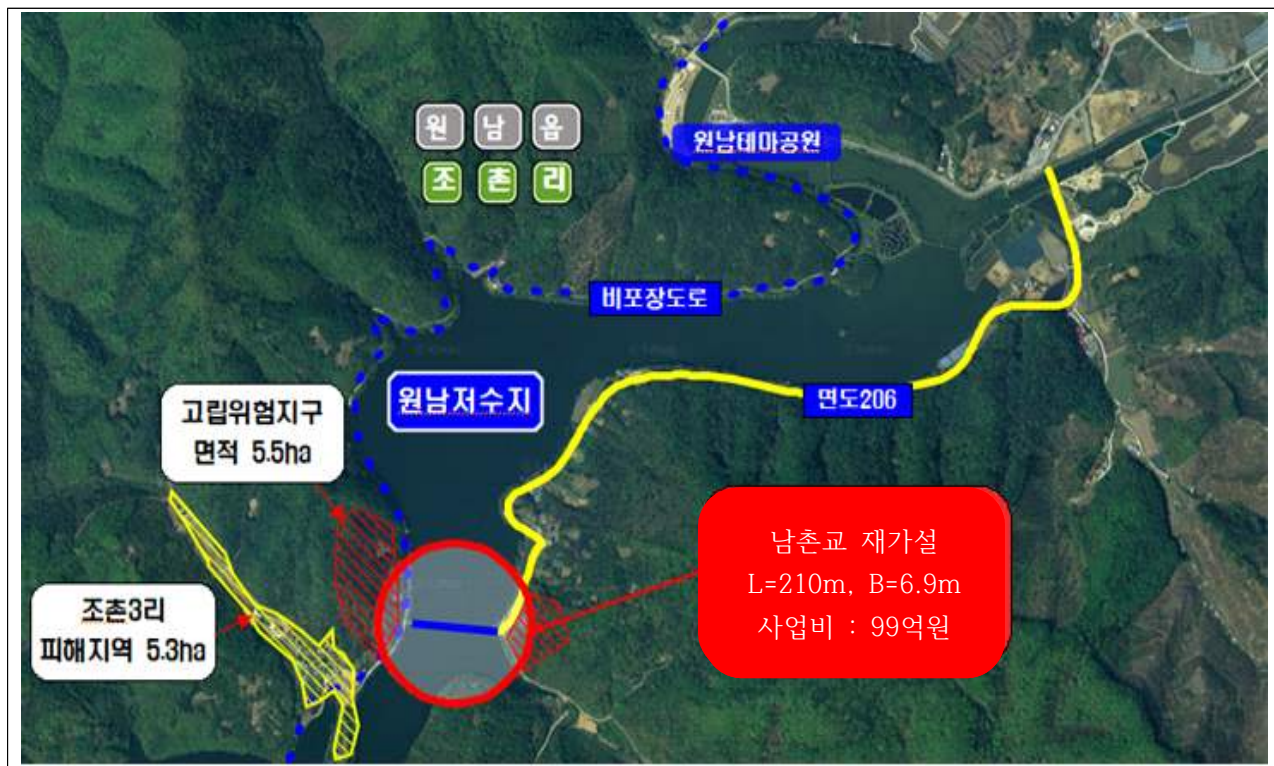 원남음
조촌리
원남테마공원
비포장도로
원남저수지
면도206
고립위험지구
면적 5.5ha
남촌교 재가설
L=210m, B=6.9m
사업비 : 99억원
조촌3리
피해지역 5.3ha